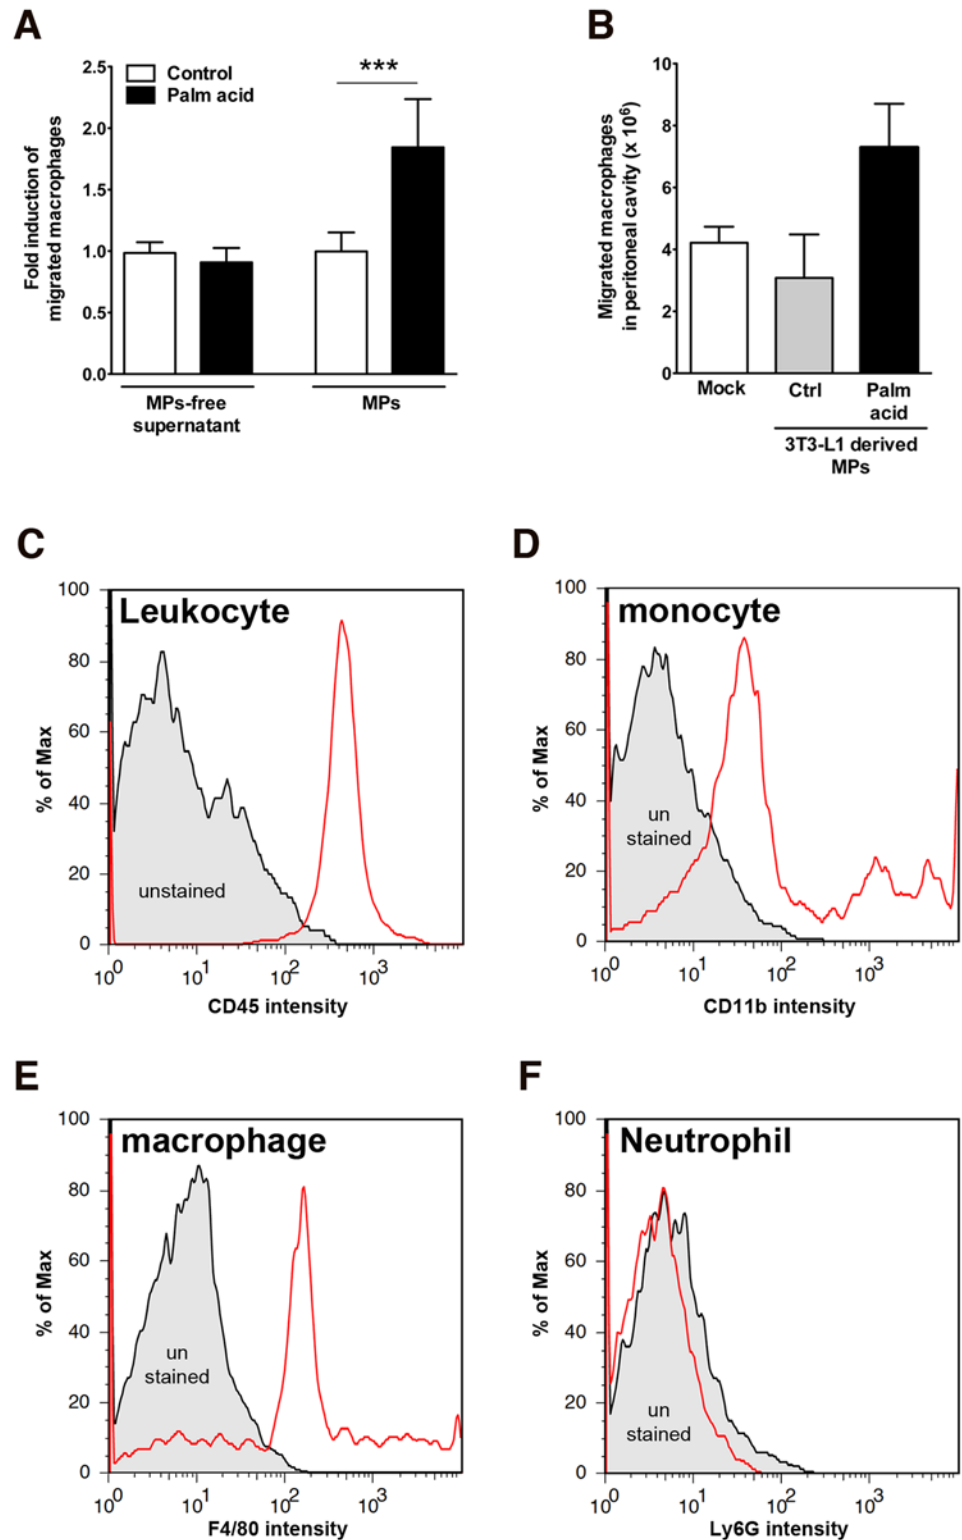 A
2.5
2.0
1.5
1.0
0.5
0.0
Fold induction of
migrated macrophages
Control
Palm acid
***
MPs-free
supernatant
MPs
B
10
8
6
4
2
0
Migrated macrophages
in peritoneal cavity (x 10⁶)
Mock
Ctrl
Palm
acid
3T3-L1 derived
MPs
C
100
80
60
40
20
0
% of Max
Leukocyte
unstained
10⁰ 10¹ 10² 10³
CD45 intensity
D
100
80
60
40
20
0
% of Max
monocyte
un
stained
10⁰ 10¹ 10² 10³
CD11b intensity
E
100
80
60
40
20
0
% of Max
macrophage
un
stained
10⁰ 10¹ 10² 10³
F4/80 intensity
F
100
80
60
40
20
0
% of Max
Neutrophil
un
stained
10⁰ 10¹ 10² 10³
Ly6G intensity